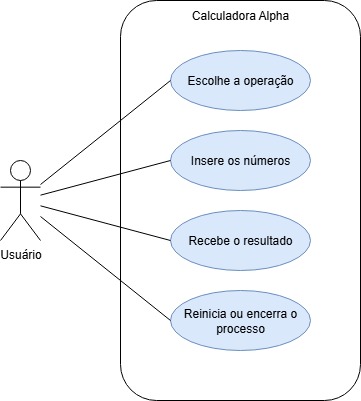 Calculadora Alpha
Escolhe a operação
Insere os números
Usuário
Recebe o resultado
Reinicia ou encerra o
processo